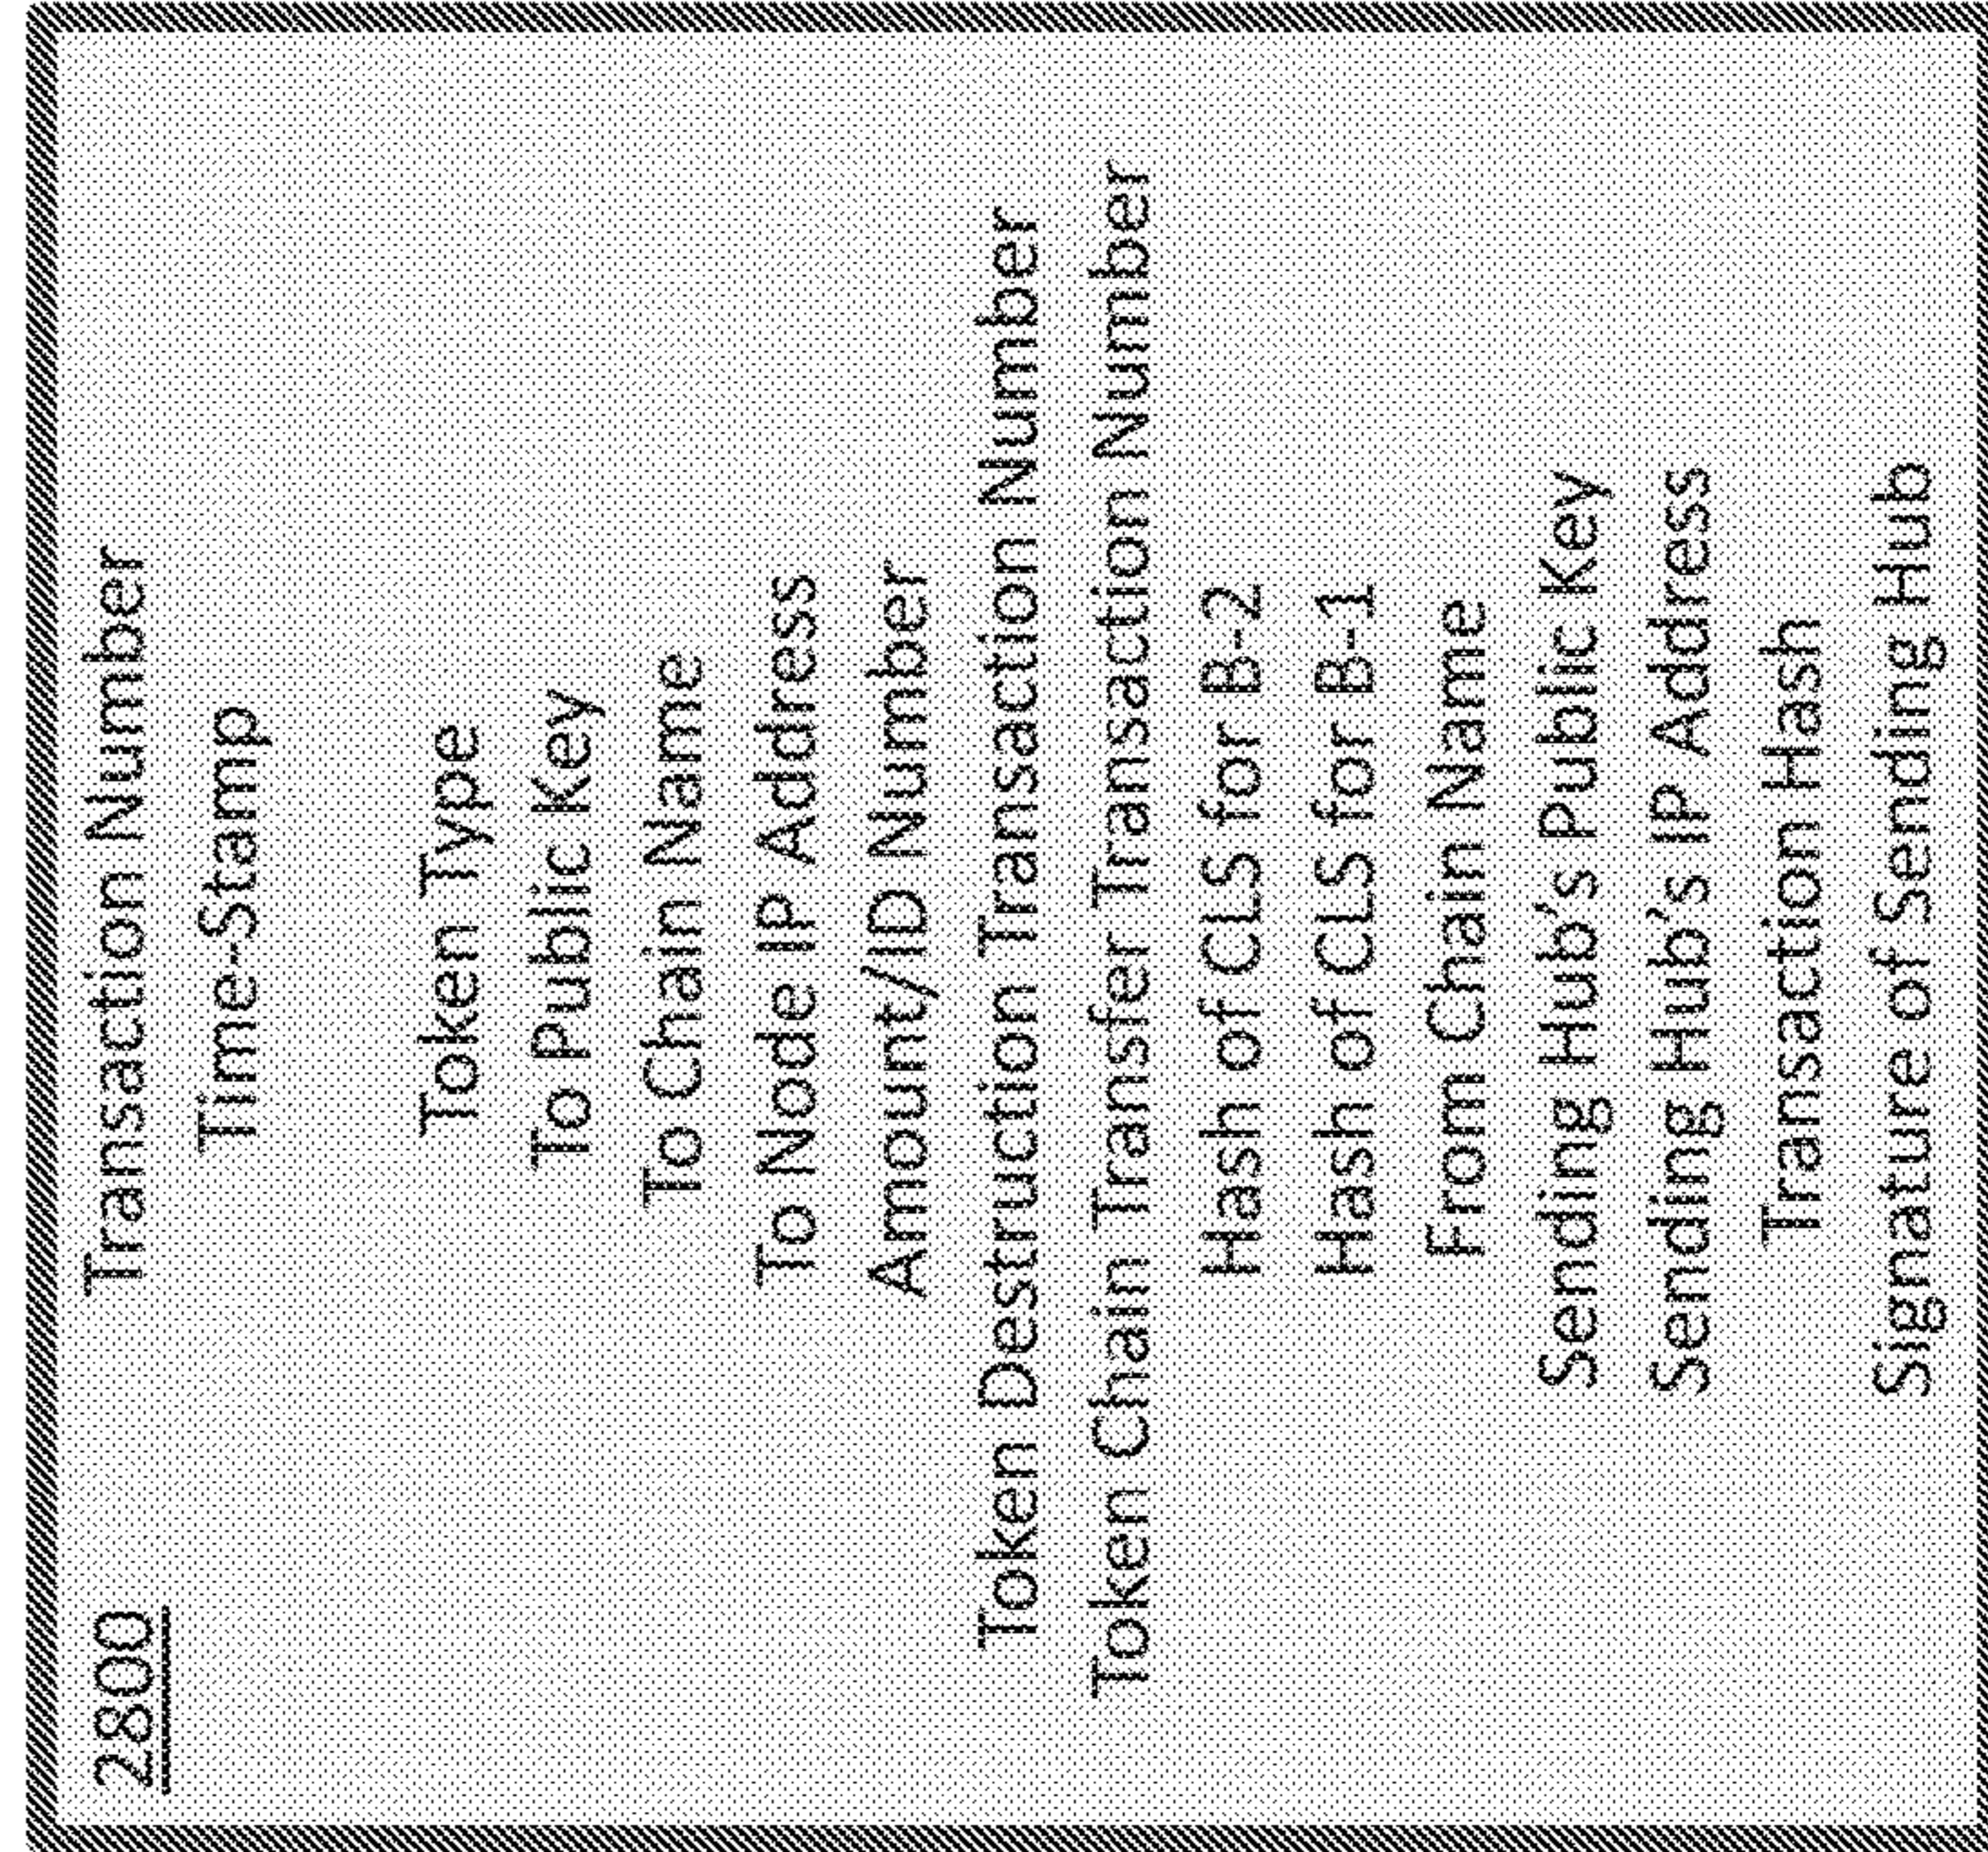 2800
Transaction Number
Time-Stamp
Token Type
To Public Key
To Chain Name
To Node IP Address
Amount/ID Number
Token Destruction Transaction Number
Token Chain Transfer Transaction Number
Hash of CLS for B-2
Hash of CLS for B-1
From Chain Name
Sending Hub's Public Key
Sending Hub's IP Address
Transaction Hash
Signature of Sending Hub